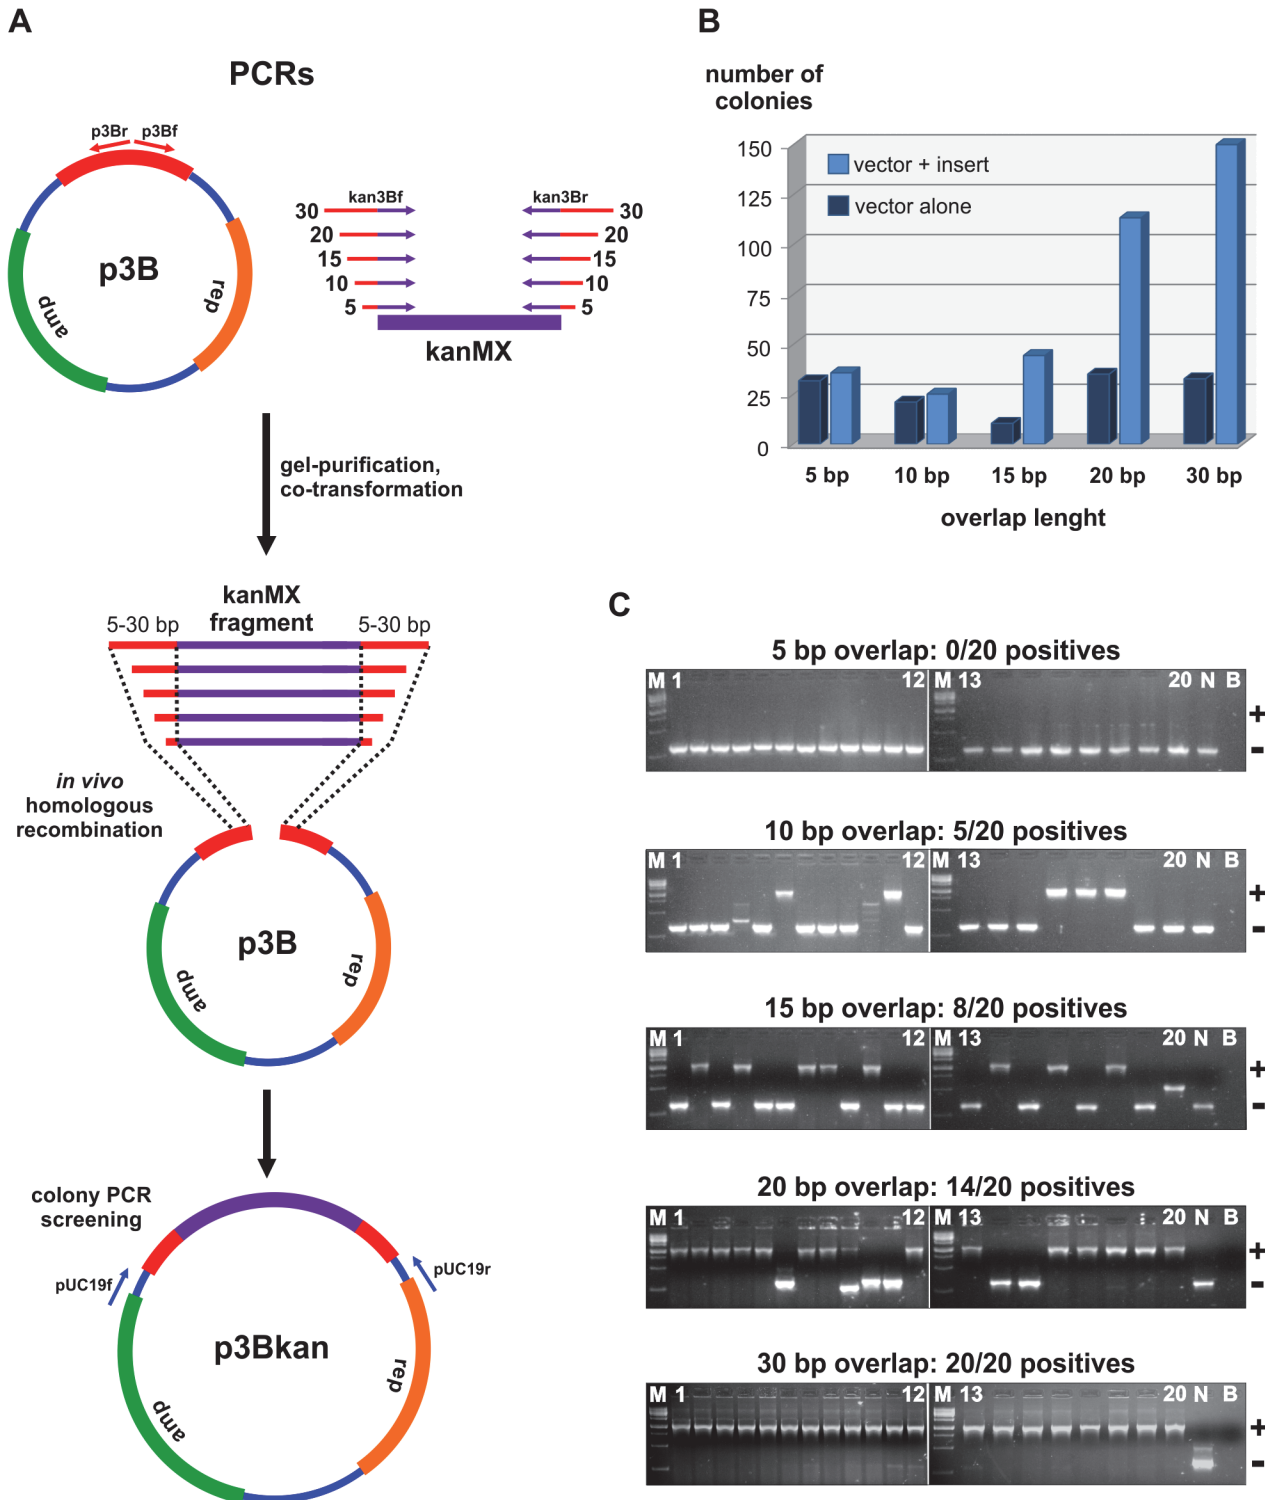 A
PCRs
p3Br
p3Bf
p3B
amp
rep
kan3Bf
kan3Br
30
30
20
20
15
15
10
10
5
5
kanMX
gel-purification,
co-transformation
kanMX
fragment
5-30 bp
5-30 bp
in vivo
homologous
recombination
p3B
amp
rep
colony PCR
screening
pUC19f
pUC19r
p3Bkan
amp
rep
B
number of
colonies
150
125
100
75
50
25
0
vector + insert
vector alone
5 bp
10 bp
15 bp
20 bp
30 bp
overlap lenght
C
5 bp overlap: 0/20 positives
M 1 12 M 13 20 N B
+
-
10 bp overlap: 5/20 positives
M 1 12 M 13 20 N B
+
-
15 bp overlap: 8/20 positives
M 1 12 M 13 20 N B
+
-
20 bp overlap: 14/20 positives
M 1 12 M 13 20 N B
+
-
30 bp overlap: 20/20 positives
M 1 12 M 13 20 N B
+
-